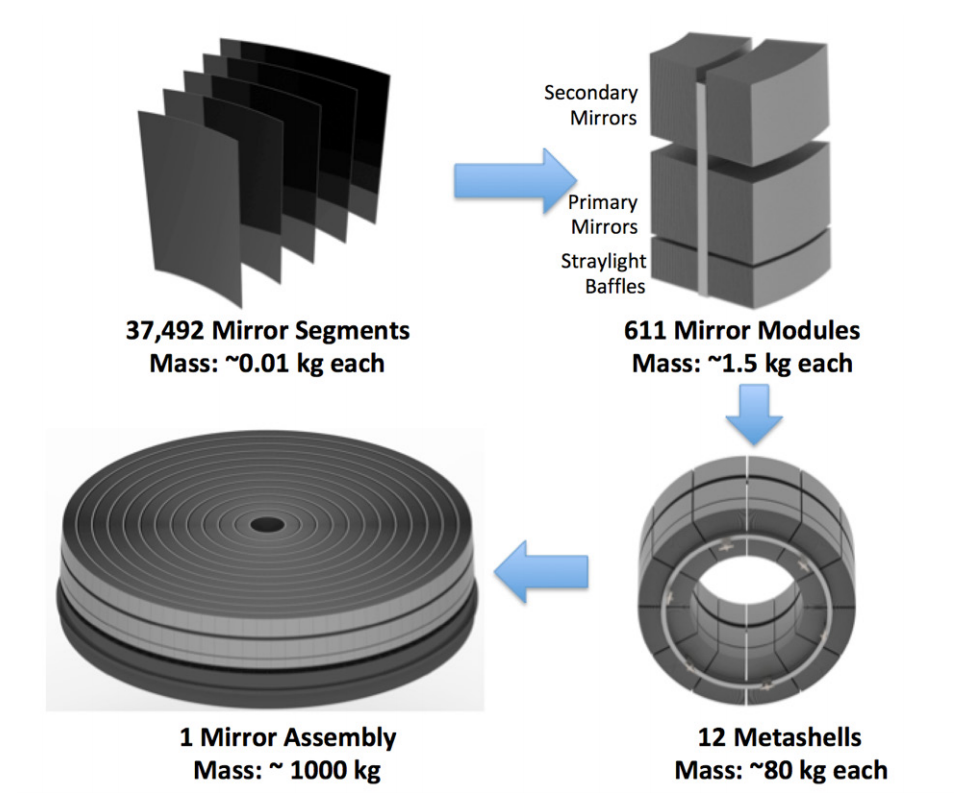 37,492 Mirror Segments
Mass: ~0.01 kg each
Secondary
Mirrors
Primary
Mirrors
Straylight
Baffles
611 Mirror Modules
Mass: ~1.5 kg each
12 Metashells
Mass: ~80 kg each
1 Mirror Assembly
Mass: ~ 1000 kg